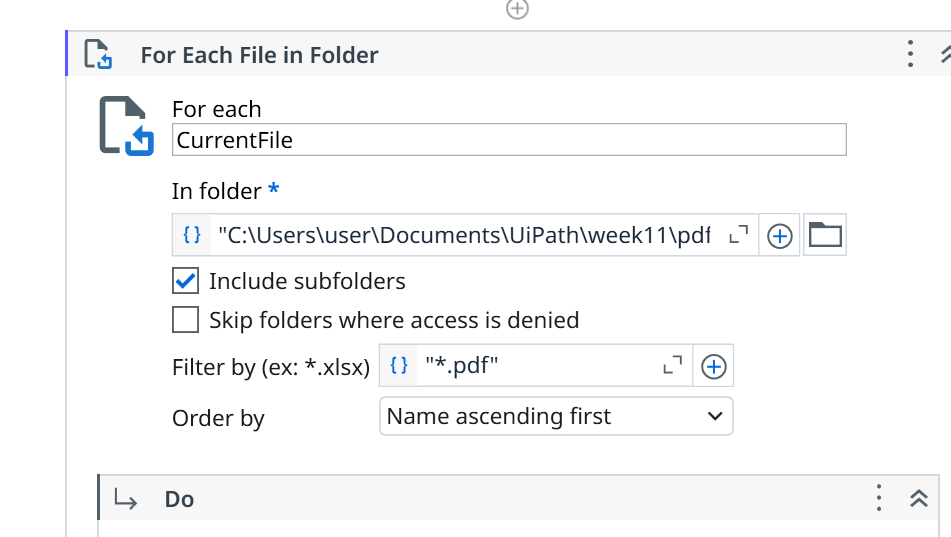 For Each File in Folder
For each
CurrentFile
In folder *
{} "C:\Users\user\Documents\UiPath\week11\pdf
Include subfolders
Skip folders where access is denied
Filter by (ex: *.xlsx) {} "*.pdf"
Order by Name ascending first
Do